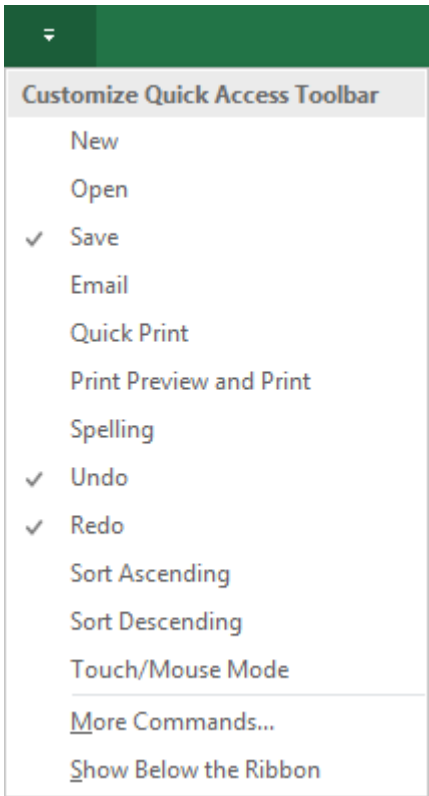 Customize Quick Access Toolbar
New
Open
Save
Email
Quick Print
Print Preview and Print
Spelling
Undo
Redo
Sort Ascending
Sort Descending
Touch/Mouse Mode
More Commands...
Show Below the Ribbon